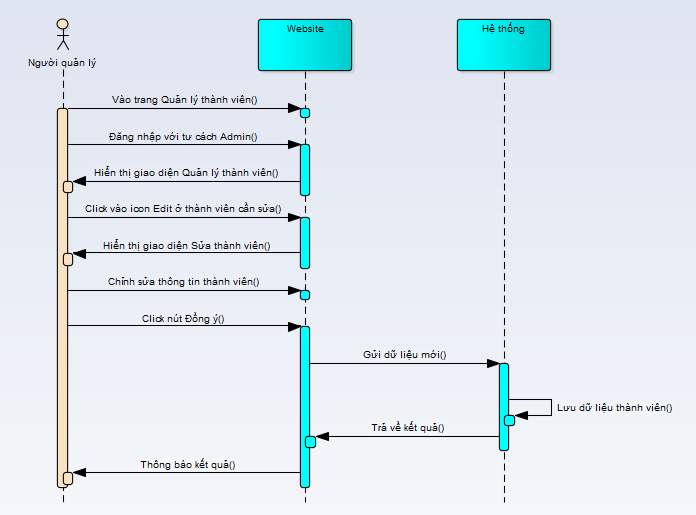 Website
Hệ thống
Người quản lý
Vào trang Quản lý thành viên()
Đăng nhập với tư cách Admin()
Hiển thị giao diện Quản lý thành viên()
Click vào icon Edit ở thành viên cần sửa()
Hiển thị giao diện Sửa thành viên()
Chỉnh sửa thông tin thành viên()
Click nút Đồng ý()
Gửi dữ liệu mới()
Lưu dữ liệu thành viên()
Trả về kết quả()
Thông báo kết quả()